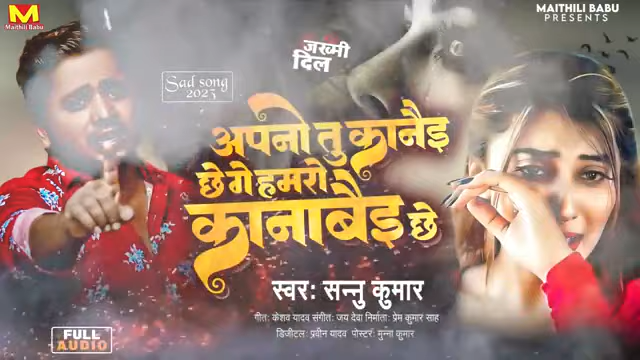 M
Maithili Babu
MAITHILI BABU
PRESENTS
जख्मी
दिल
Sad song
2023
अपनो तु कानैइ
छे गे हमरो
कानाबैइ छे
स्वरः सन्नु कुमार
गीतः केशव यादव संगीतः जय देवा निर्माताः प्रेम कुमार साह
डिजीटलः प्रवीन यादव पोस्टरः मुन्ना कुमार
FULL
AUDIO